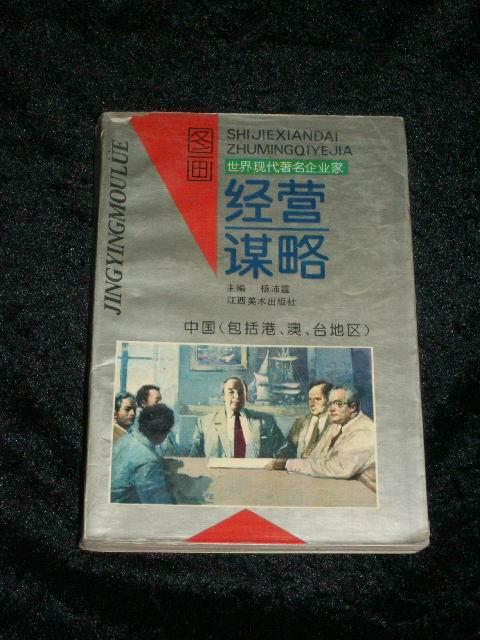 JINGYINGMOULUE
图画
SHIJIEXIANDAI
ZHUMINGQIYEJIA
世界现代著名企业家
经营
谋略
主编 杨沛霆
江西美术出版社
中国(包括港、澳、台地区)